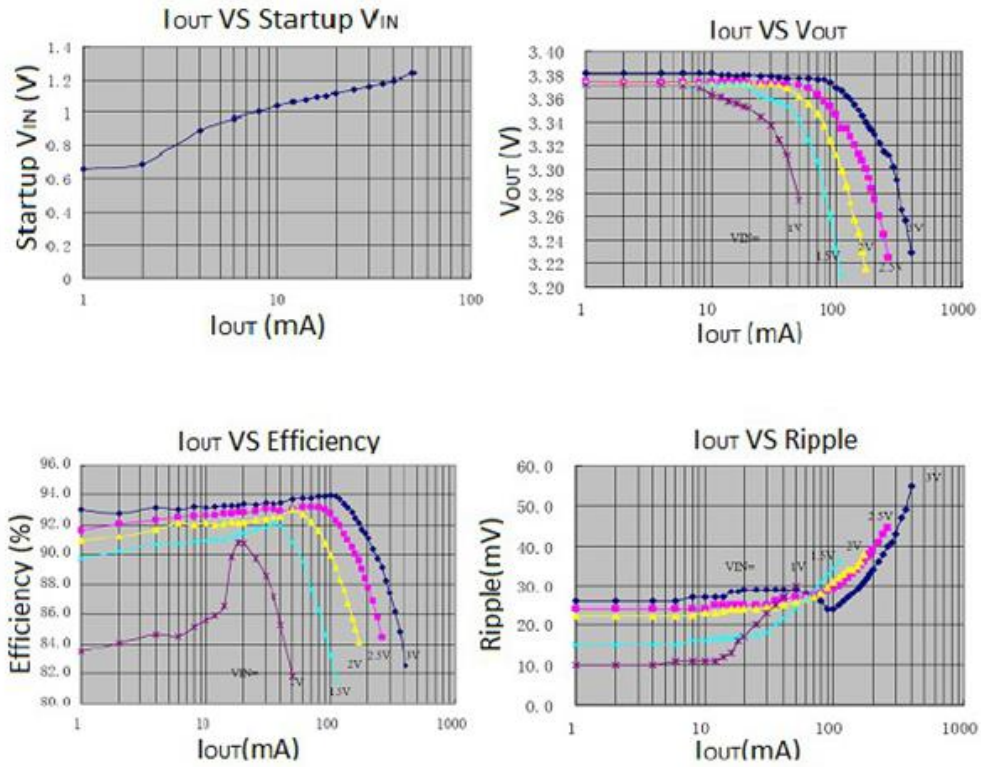 IOUT VS Startup VIN
Startup VIN (V)
1.4
1.2
1
0.8
0.6
0.4
0.2
0
1
10
100
IOUT (mA)
IOUT VS VOUT
VOUT (V)
3.40
3.38
3.36
3.34
3.32
3.30
3.28
3.26
3.24
3.22
3.20
VIN=
1V
1.5V
2V
2.5V
3V
1
10
100
1000
IOUT (mA)
IOUT VS Efficiency
Efficiency (%)
96.0
94.0
92.0
90.0
88.0
86.0
84.0
82.0
80.0
VIN=
1V
1.5V
2V
2.5V
3V
1
10
100
1000
IOUT(mA)
IOUT VS Ripple
Ripple(mV)
60.0
50.0
40.0
30.0
20.0
10.0
0.0
VIN=
1V
1.5V
2V
2.5V
3V
1
10
100
1000
IOUT(mA)